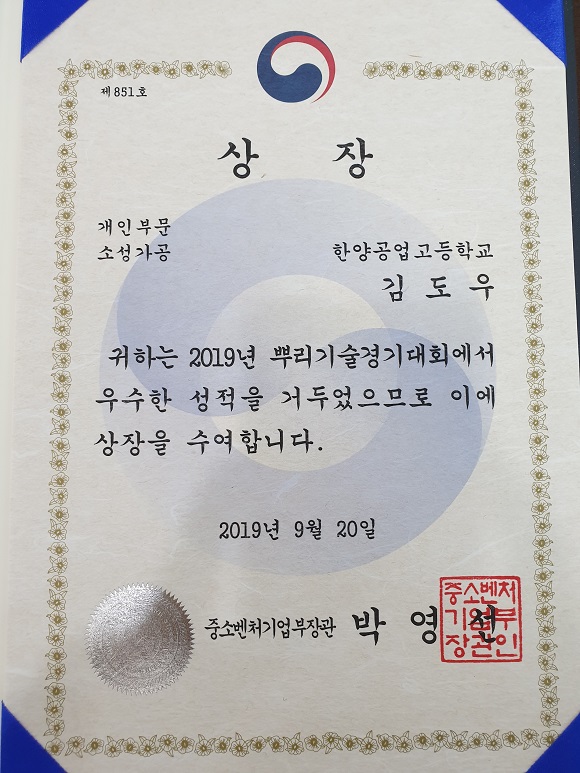 제851호
상 장
개인부문
소성가공
한양공업고등학교
김도우
귀하는 2019년 뿌리기술경기대회에서
우수한 성적을 거두었으므로 이에
상장을 수여합니다.
2019년 9월 20일
중소벤처기업부장관 박영선
중소벤처
기업부
장관인